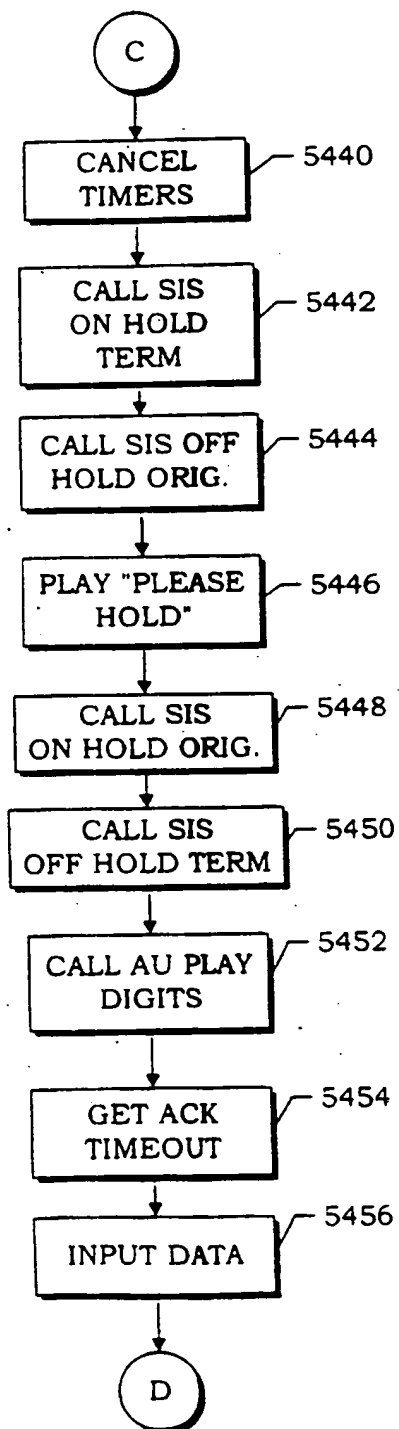 C
CANCEL
TIMERS
5440
CALL SIS
ON HOLD
TERM
5442
CALL SIS OFF
HOLD ORIG.
5444
PLAY "PLEASE
HOLD"
5446
CALL SIS
ON HOLD ORIG.
5448
CALL SIS
OFF HOLD TERM
5450
CALL AU PLAY
DIGITS
5452
GET ACK
TIMEOUT
5454
INPUT DATA
5456
D